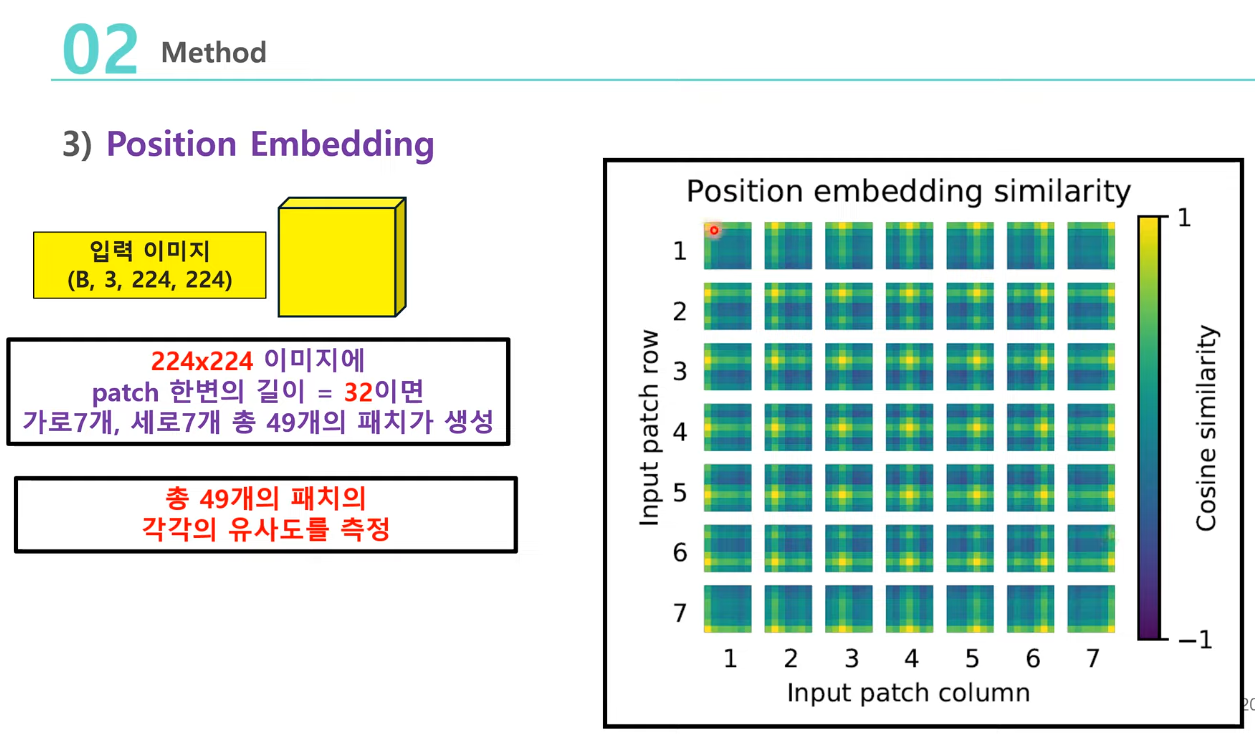 02 Method
3) Position Embedding
입력 이미지
(B, 3, 224, 224)
224x224 이미지에
patch 한변의 길이 = 32이면
가로7개, 세로7개 총 49개의 패치가 생성
총 49개의 패치의
각각의 유사도를 측정
Position embedding similarity
Input patch row
1
2
3
4
5
6
7
1 2 3 4 5 6 7
Input patch column
1
−1
Cosine similarity